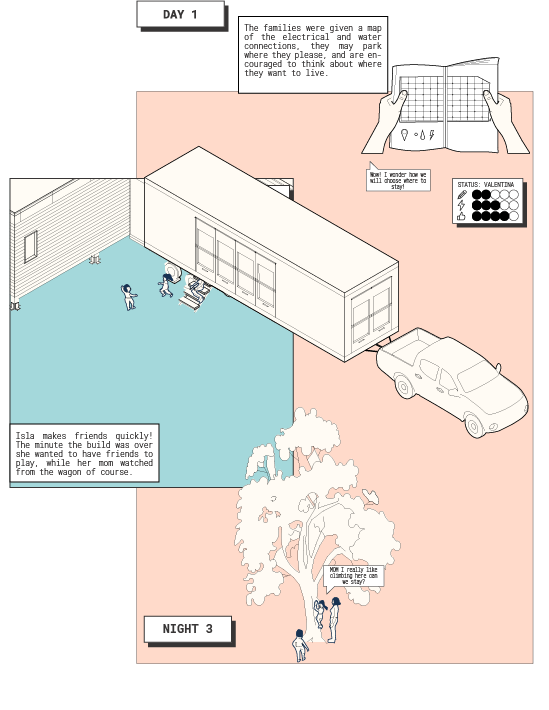 DAY 1
The families were given a map
of the electrical and water
connections, they may park
where they please, and are en-
couraged to think about where
they want to live.
Wow! I wonder how we
will choose where to
stay!
STATUS: VALENTINA
Isla makes friends quickly!
The minute the build was over
she wanted to have friends to
play, while her mom watched
from the wagon of course.
MOM I really like
climbing here can
we stay?
NIGHT 3